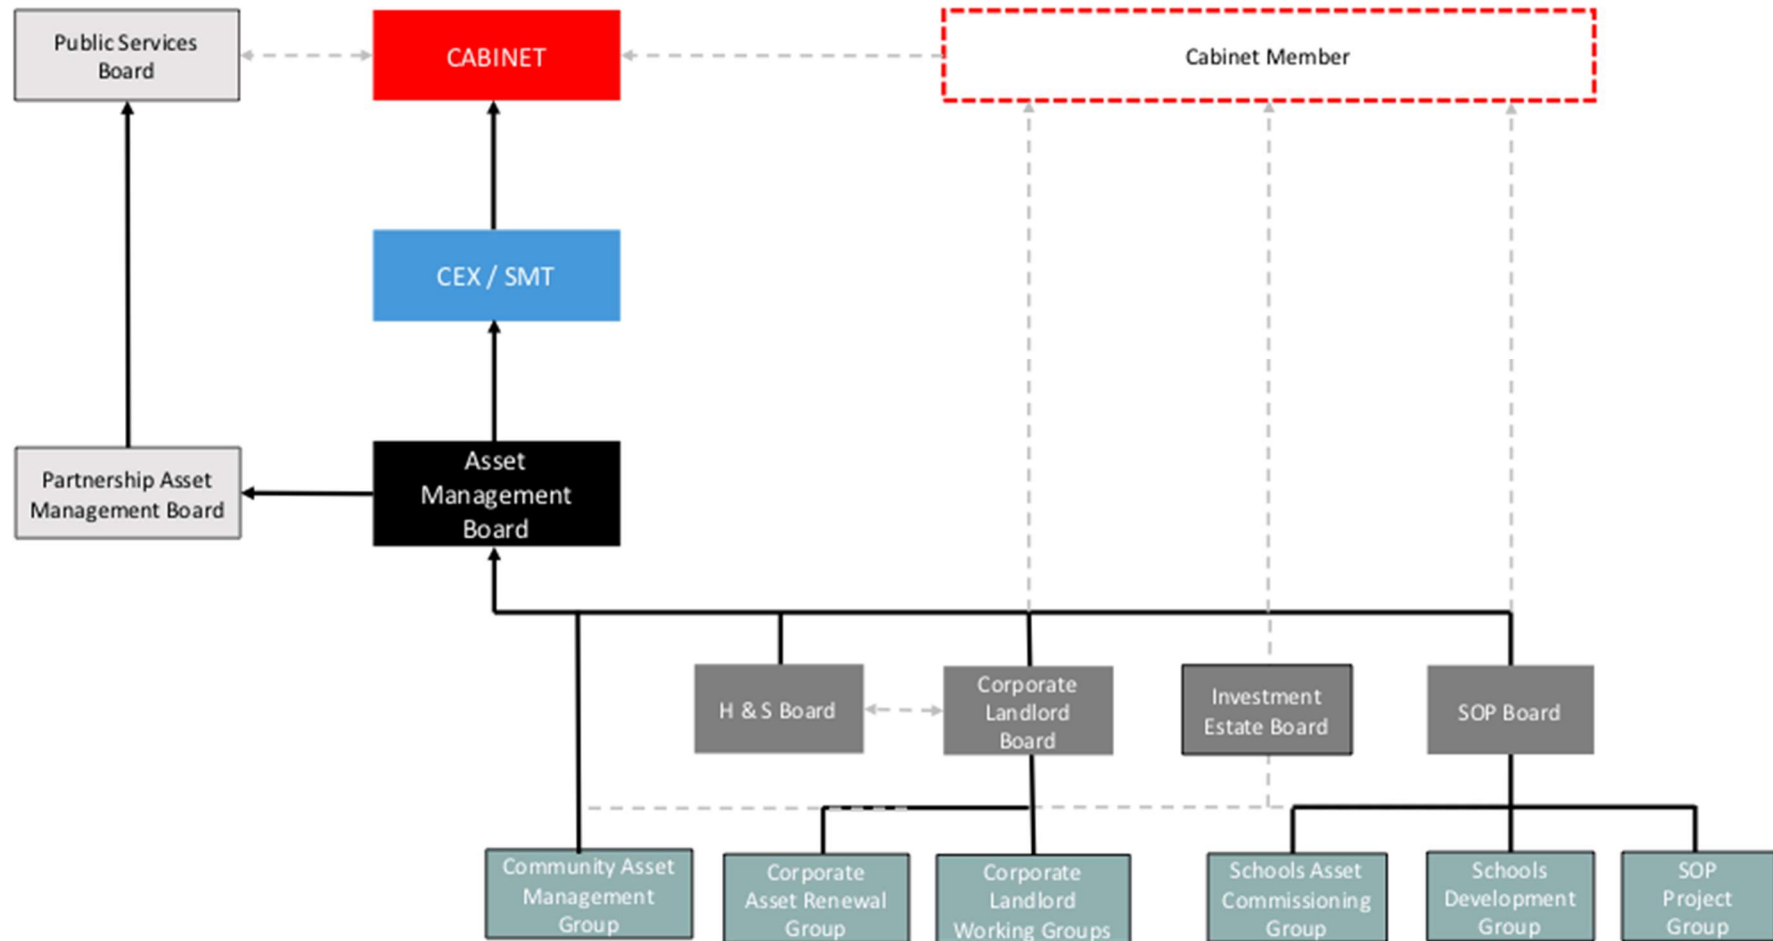 Public Services
Board
CABINET
Cabinet Member
CEX / SMT
Partnership Asset
Management Board
Asset
Management
Board
H & S Board
Corporate
Landlord
Board
Investment
Estate Board
SOP Board
Community Asset
Management
Group
Corporate
Asset Renewal
Group
Corporate
Landlord
Working Groups
Schools Asset
Commissioning
Group
Schools
Development
Group
SOP
Project
Group